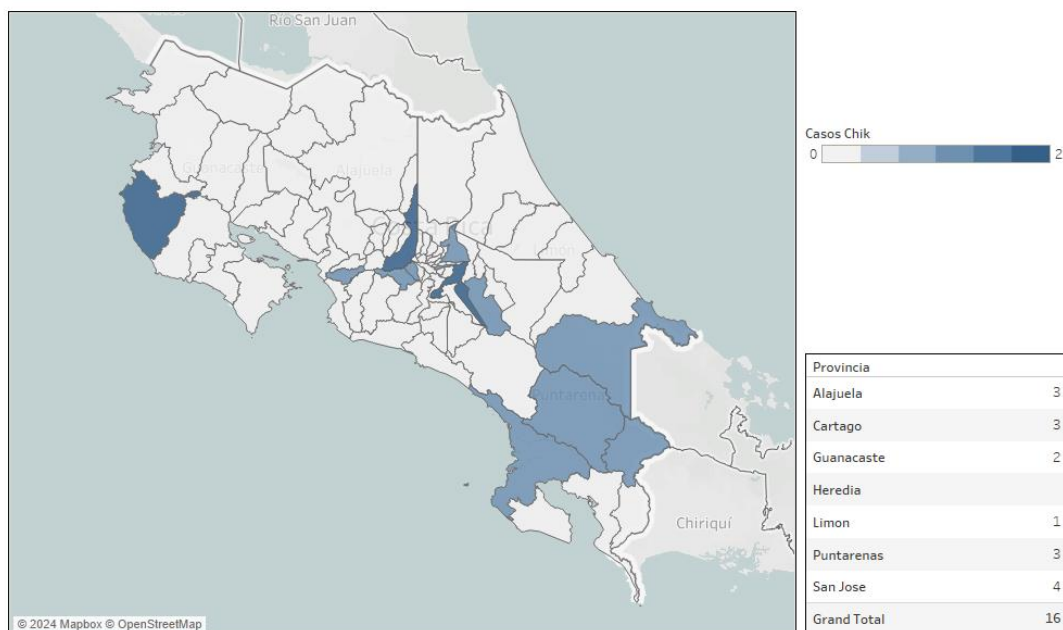 Río San Juan
Guanacaste
Alajuela
Costa Rica
Limón
Puntarenas
Chiriquí
© 2024 Mapbox © OpenStreetMap
Casos Chik
0 2
Provincia
Alajuela 3
Cartago 3
Guanacaste 2
Heredia
Limon 1
Puntarenas 3
San Jose 4
Grand Total 16